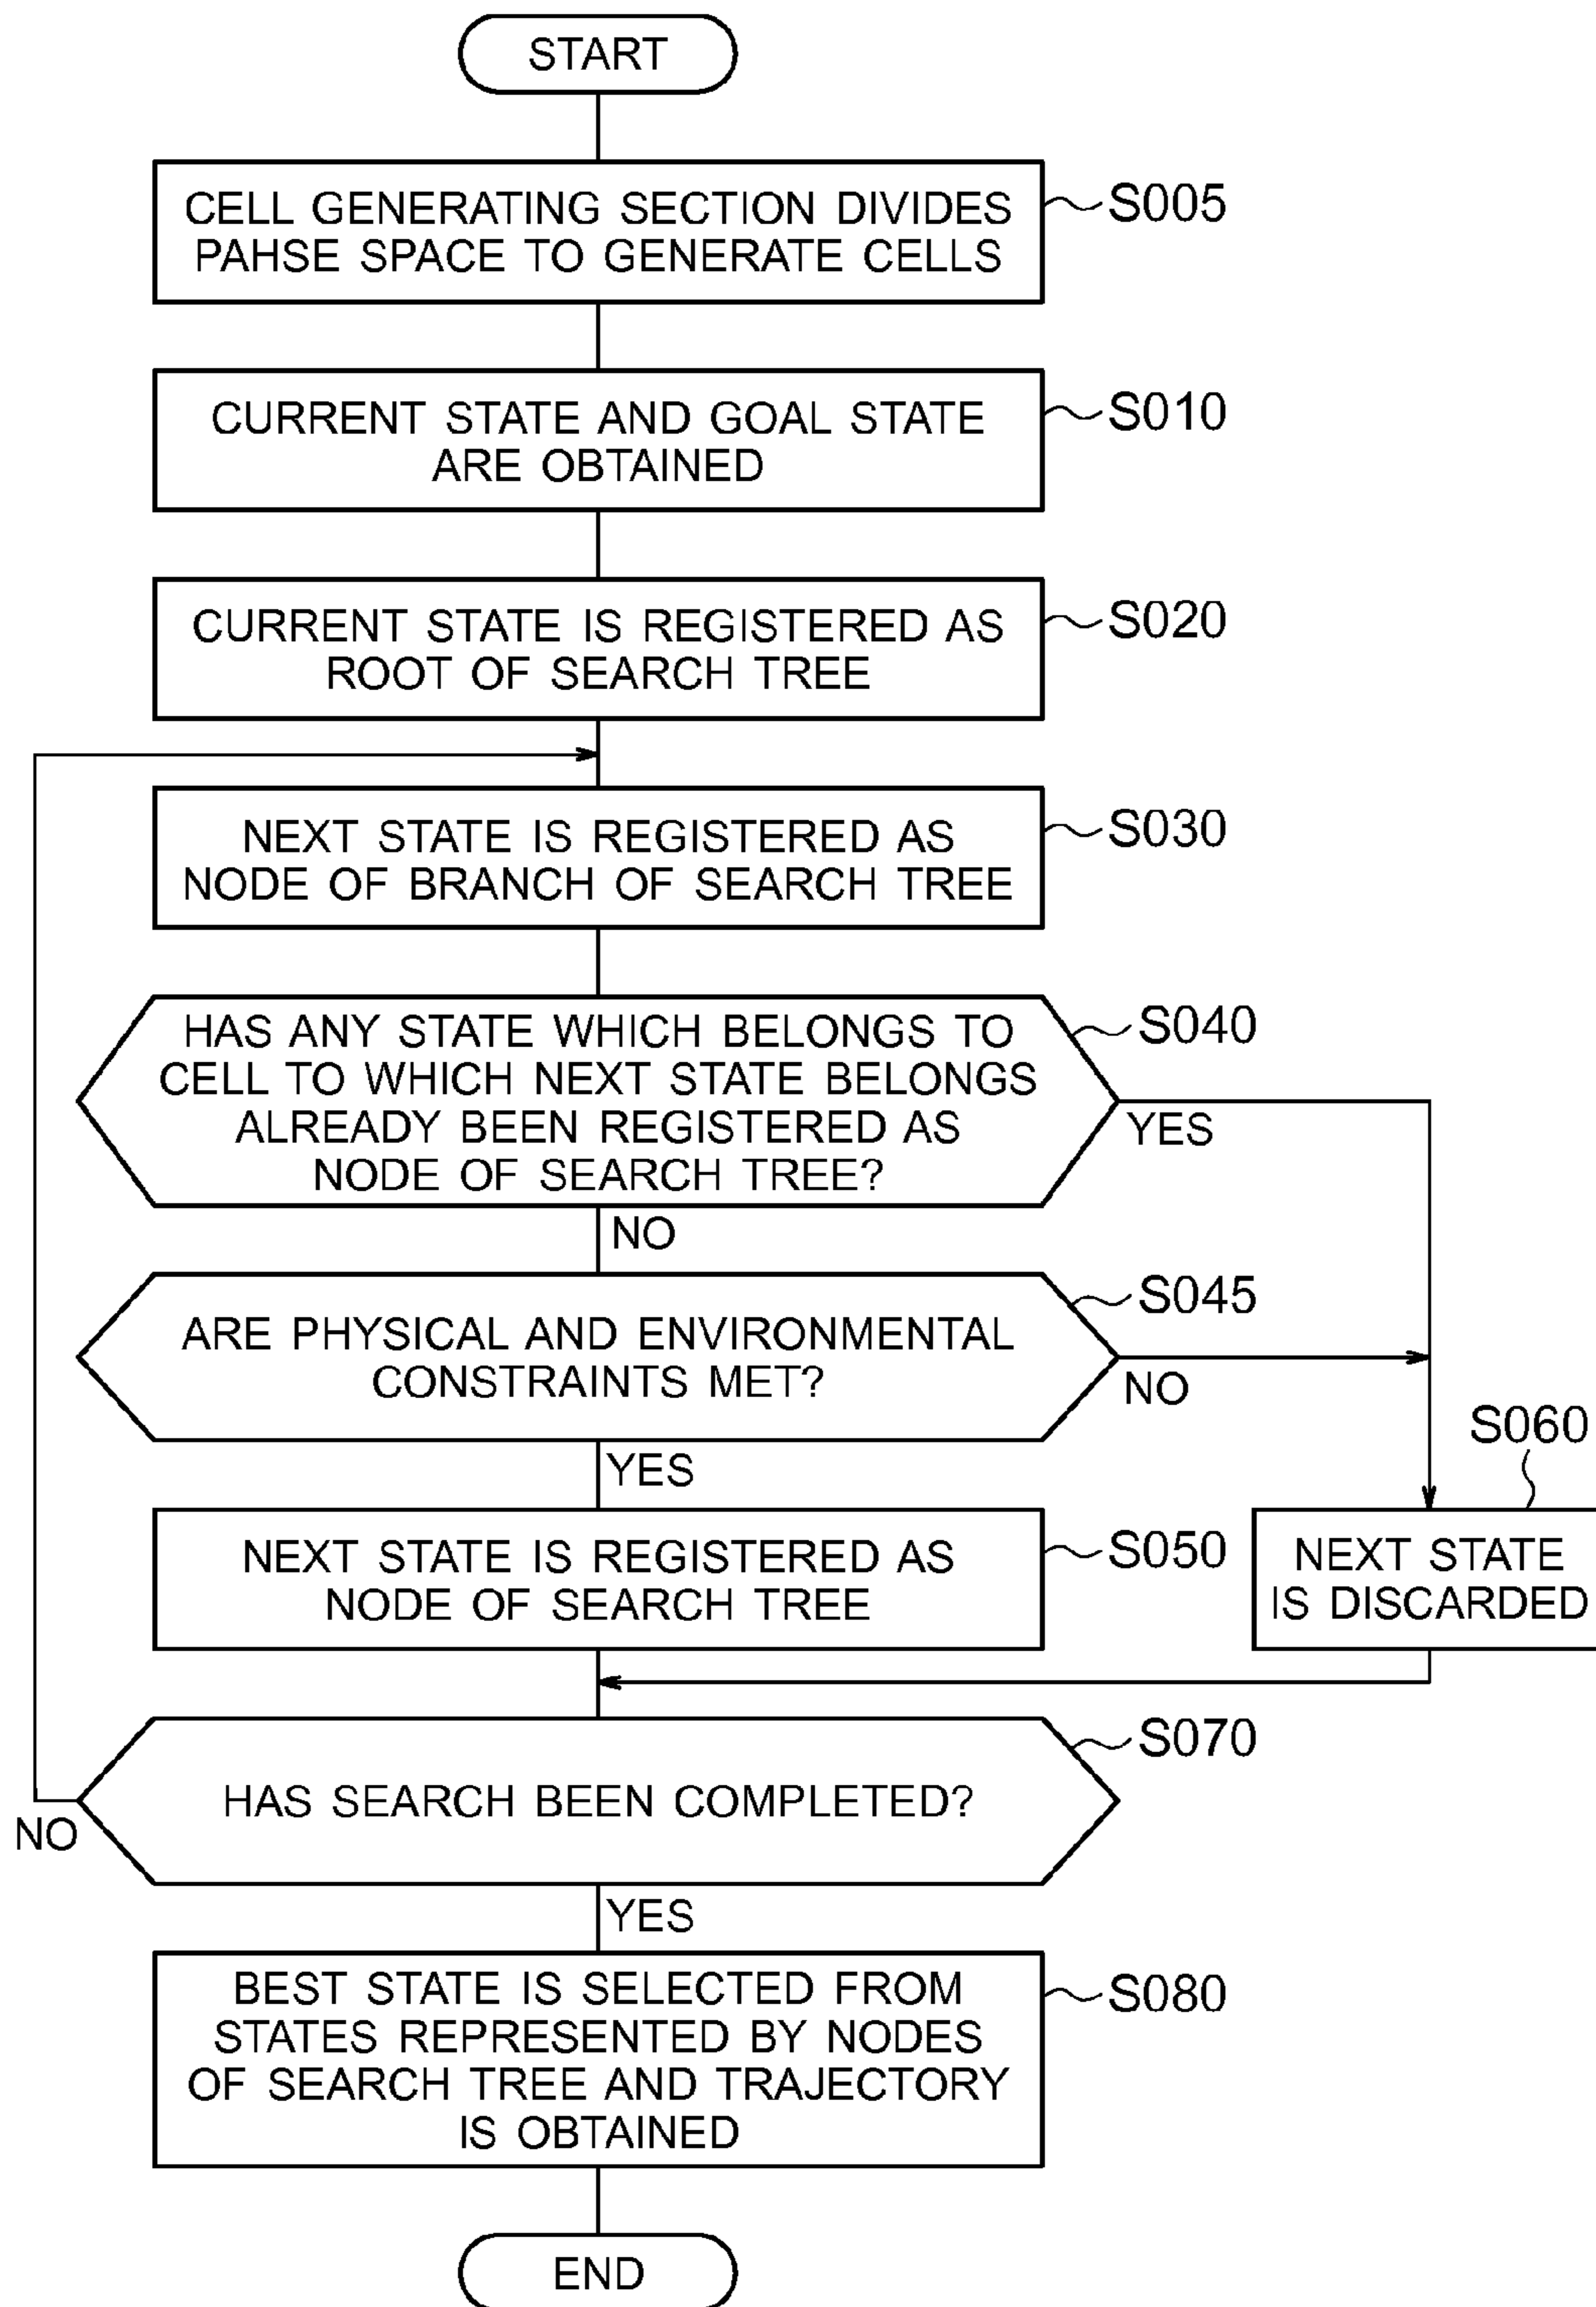 START
CELL GENERATING SECTION DIVIDES
PAHSE SPACE TO GENERATE CELLS
S005
CURRENT STATE AND GOAL STATE
ARE OBTAINED
S010
CURRENT STATE IS REGISTERED AS
ROOT OF SEARCH TREE
S020
NEXT STATE IS REGISTERED AS
NODE OF BRANCH OF SEARCH TREE
S030
HAS ANY STATE WHICH BELONGS TO
CELL TO WHICH NEXT STATE BELONGS
ALREADY BEEN REGISTERED AS
NODE OF SEARCH TREE?
S040
YES
NO
ARE PHYSICAL AND ENVIRONMENTAL
CONSTRAINTS MET?
S045
NO
YES
NEXT STATE IS REGISTERED AS
NODE OF SEARCH TREE
S050
S060
NEXT STATE
IS DISCARDED
HAS SEARCH BEEN COMPLETED?
S070
NO
YES
BEST STATE IS SELECTED FROM
STATES REPRESENTED BY NODES
OF SEARCH TREE AND TRAJECTORY
IS OBTAINED
S080
END